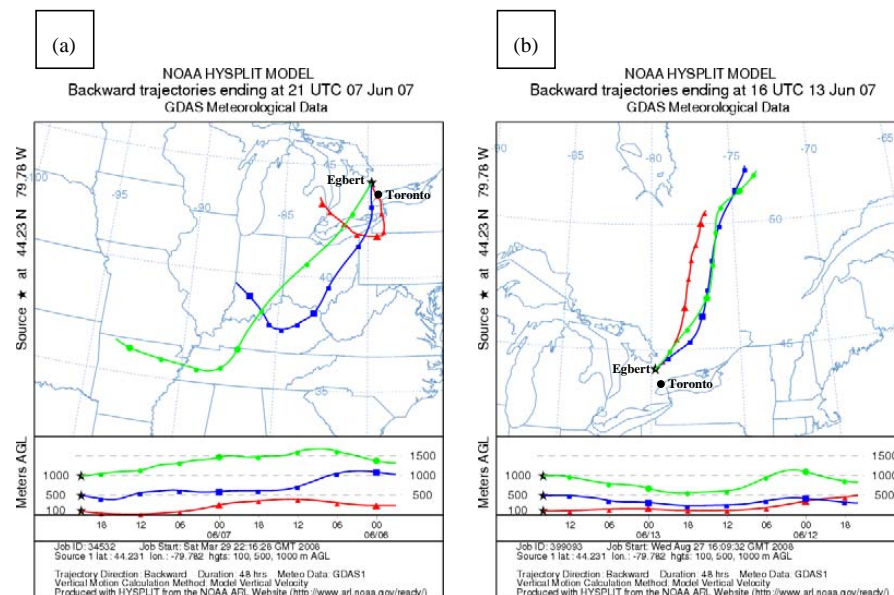 (a)
NOAA HYSPLIT MODEL
Backward trajectories ending at 21 UTC 07 Jun 07
GDAS Meteorological Data
Source ★ at 44.23 N 79.78 W
-100
-95
-90
-85
45
40
35
Egbert
Toronto
Meters AGL
1500
1000
1000
500
500
100
18 12 06 00 18 12 06 00
06/07 06/06
Job ID: 34532 Job Start: Sat Mar 29 22:16:28 GMT 2008
Source 1 lat.: 44.231 lon.: -79.782 hgts: 100, 500, 1000 m AGL
Trajectory Direction: Backward Duration: 48 hrs Meteo Data: GDAS1
Vertical Motion Calculation Method: Model Vertical Velocity
Produced with HYSPLIT from the NOAA ARL Website (http://www.arl.noaa.gov/ready/)
(b)
NOAA HYSPLIT MODEL
Backward trajectories ending at 16 UTC 13 Jun 07
GDAS Meteorological Data
Source ★ at 44.23 N 79.78 W
-90
-85
-80
-75
-70
-65
50
45
Egbert
Toronto
Meters AGL
1500
1000
1000
500
500
100
12 06 00 18 12 06 00 18
06/13 06/12
Job ID: 399093 Job Start: Wed Aug 27 16:09:32 GMT 2008
Source 1 lat.: 44.231 lon.: -79.782 hgts: 100, 500, 1000 m AGL
Trajectory Direction: Backward Duration: 48 hrs Meteo Data: GDAS1
Vertical Motion Calculation Method: Model Vertical Velocity
Produced with HYSPLIT from the NOAA ARL Website (http://www.arl.noaa.gov/ready/)